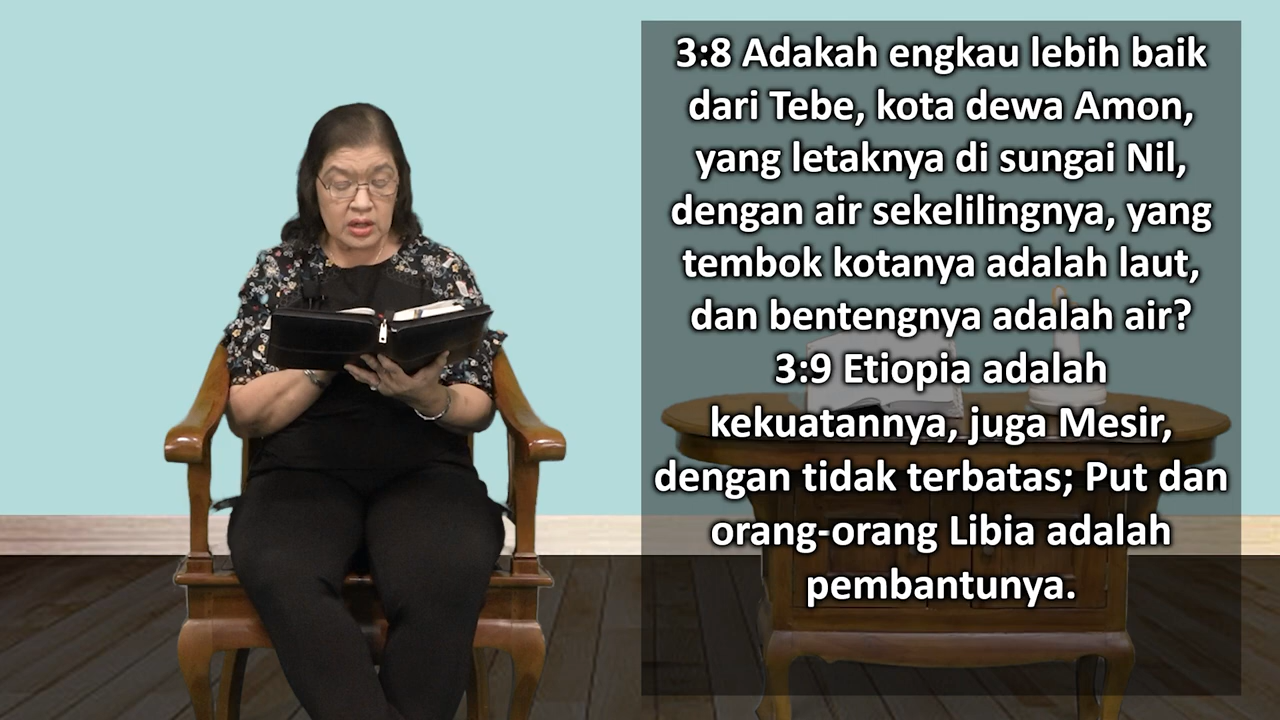 3:8 Adakah engkau lebih baik
dari Tebe, kota dewa Amon,
yang letaknya di sungai Nil,
dengan air sekelilingnya, yang
tembok kotanya adalah laut,
dan bentengnya adalah air?
3:9 Etiopia adalah
kekuatannya, juga Mesir,
dengan tidak terbatas; Put dan
orang-orang Libia adalah
pembantunya.